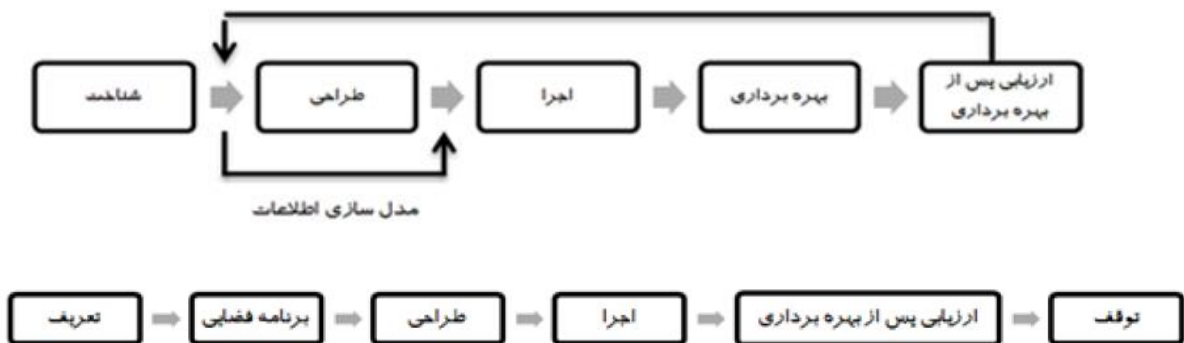 شناخت
طراحی
اجرا
بهره برداری
ارزیابی پس از
بهره برداری
مدل سازی اطلاعات
تعریف
برنامه فضایی
طراحی
اجرا
ارزیابی پس از بهره برداری
توقف